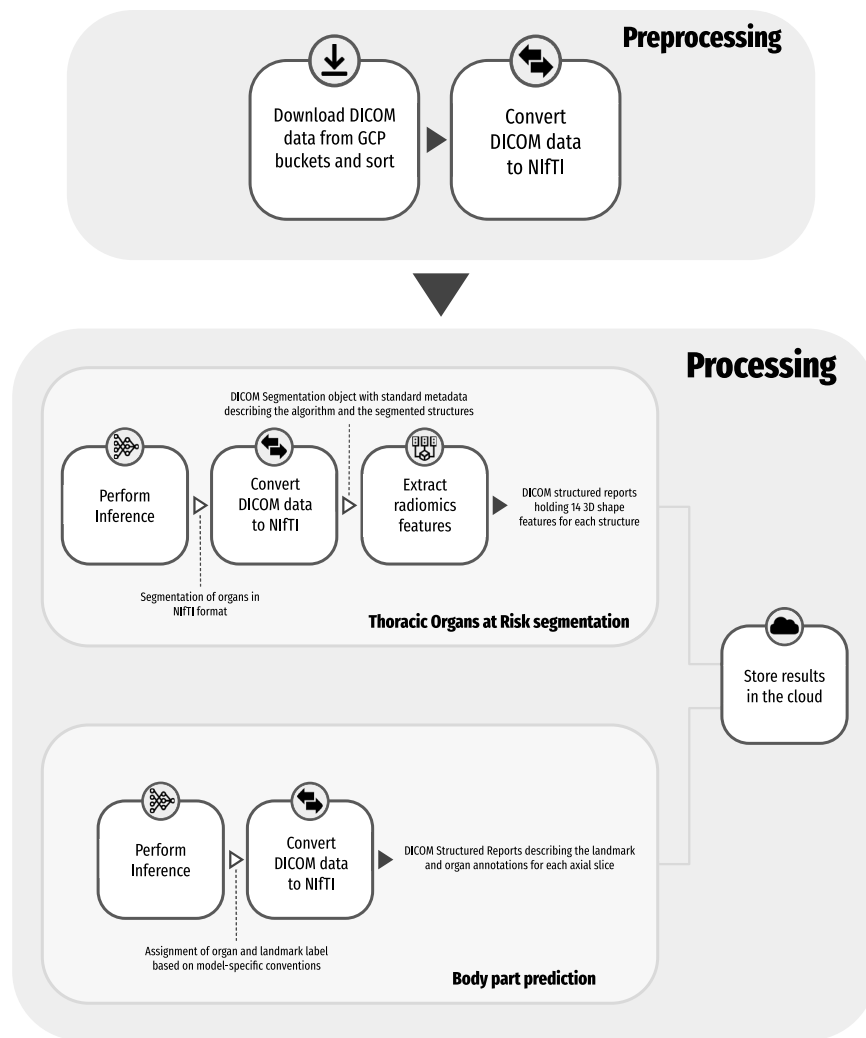 Preprocessing
Download DICOM
data from GCP
buckets and sort
Convert
DICOM data
to NIfTI
Processing
DICOM Segmentation object with standard metadata
describing the algorithm and the segmented structures
Perform
Inference
Convert
DICOM data
to NIfTI
Extract
radiomics
features
DICOM structured reports
holding 14 3D shape
features for each structure
Segmentation of organs in
NIfTI format
Thoracic Organs at Risk segmentation
Store results
in the cloud
Perform
Inference
Convert
DICOM data
to NIfTI
DICOM Structured Reports describing the landmark
and organ annotations for each axial slice
Assignment of organ and landmark label
based on model-specific conventions
Body part prediction